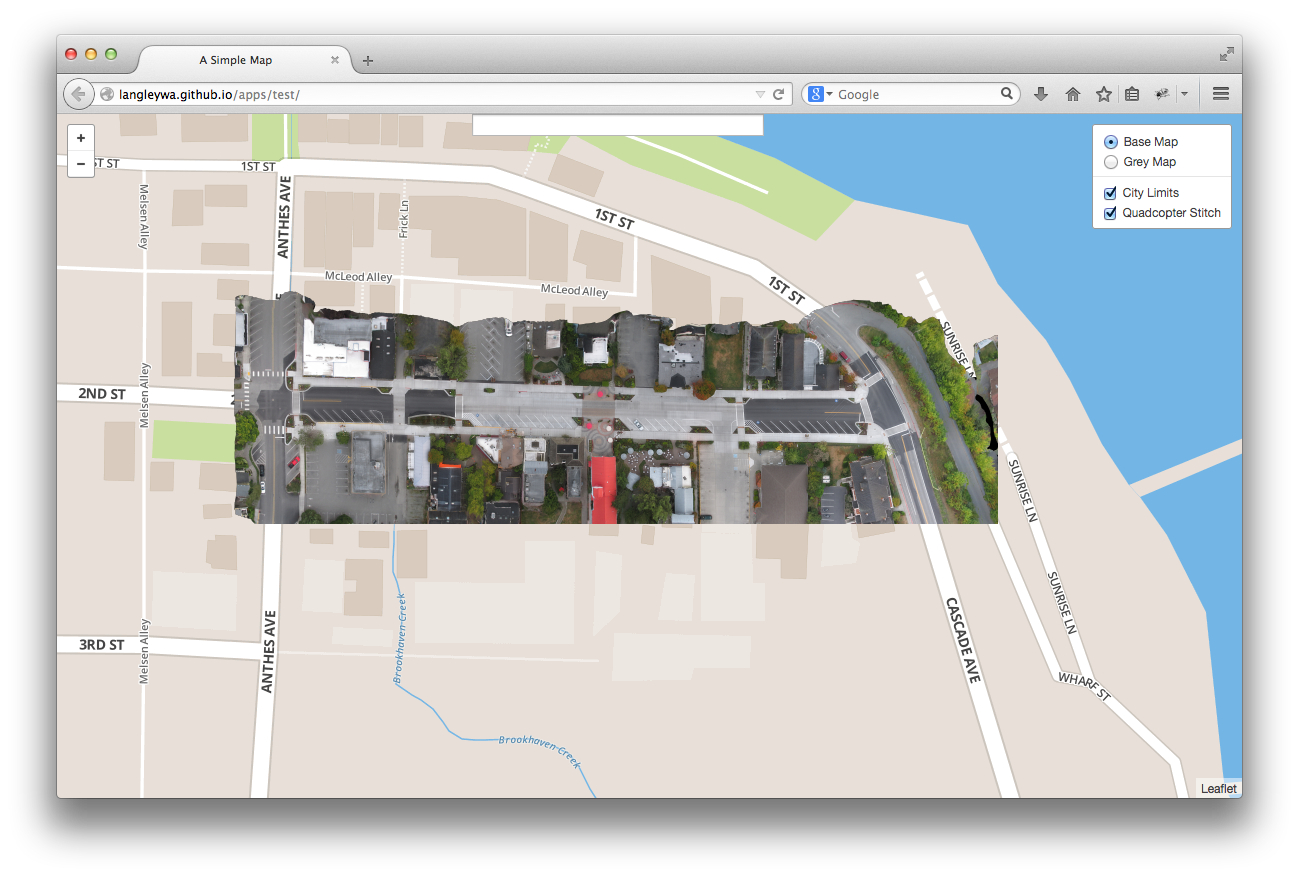 A Simple Map
langleywa.github.io/apps/test/
Google
+
−
Base Map
Grey Map
City Limits
Quadcopter Stitch
ST ST
1ST ST
1ST ST
1ST ST
Melsen Alley
ANTHES AVE
Frick Ln
McLeod Alley
McLeod Alley
SUNRISE LN
2ND ST
2
Melsen Alley
SUNRISE LN
SUNRISE LN
3RD ST
Melsen Alley
ANTHES AVE
Brookhaven Creek
Brookhaven Creek
CASCADE AVE
WHARF ST
Leaflet